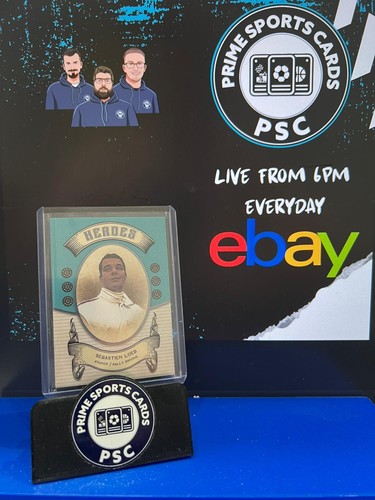 PRIME SPORTS CARDS
PSC
LIVE FROM 6PM
EVERYDAY
ebay
HEROES
SEBASTIEN LOEB
PRIME SPORTS CARDS
PSC